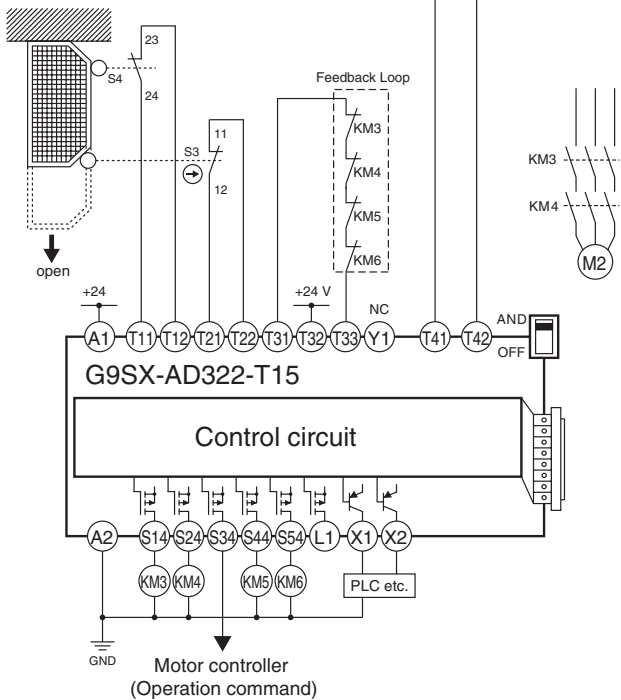 23
S4
24
Feedback Loop
11
S3
12
KM3
KM4
KM5
KM6
KM3
KM4
M2
open
+24
+24 V
NC
AND
OFF
A1 T11 T12 T21 T22 T31 T32 T33 Y1 T41 T42
G9SX-AD322-T15
Control circuit
A2 S14 S24 S34 S44 S54 L1 X1 X2
KM3 KM4 KM5 KM6 PLC etc.
GND
Motor controller
(Operation command)